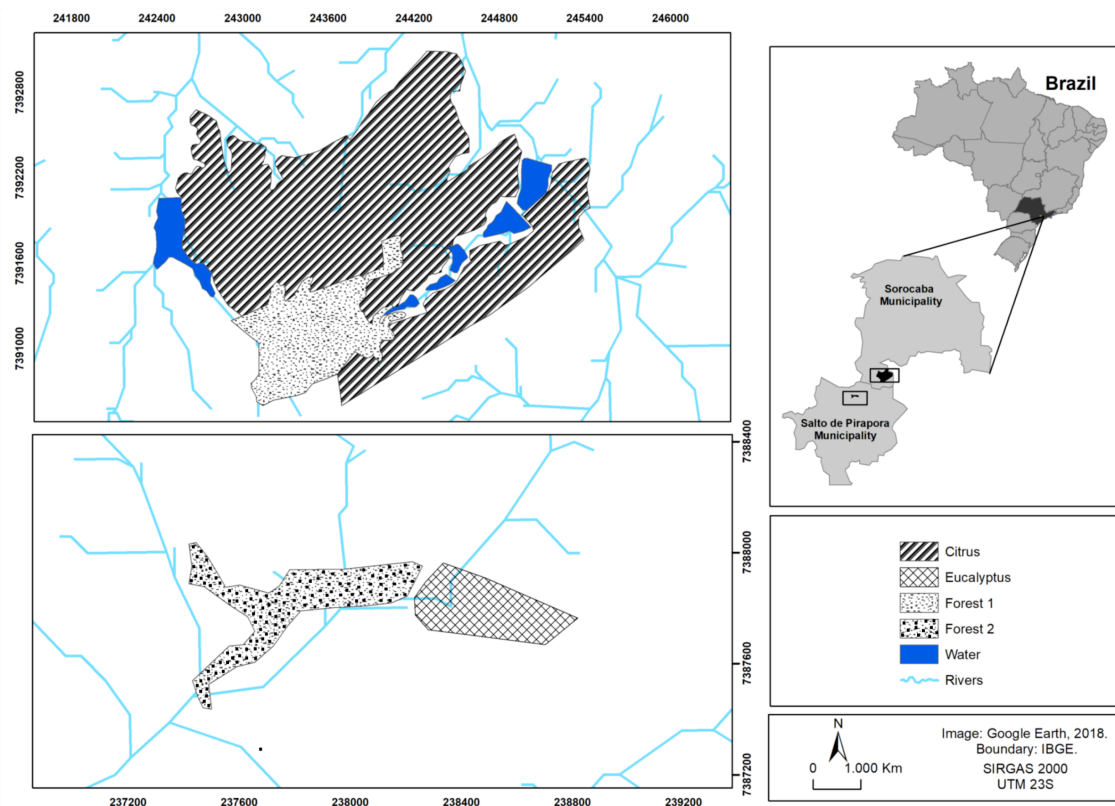 241800 242400 243000 243600 244200 244800 245400 246000
7392800
7392200
7391600
7391000
Brazil
Sorocaba
Municipality
Salto de Pirapora
Municipality
7388400
7388000
7387600
7387200
237200 237600 238000 238400 238800 239200
Citrus
Eucalyptus
Forest 1
Forest 2
Water
Rivers
N
0 1.000 Km
Image: Google Earth, 2018.
Boundary: IBGE.
SIRGAS 2000
UTM 23S